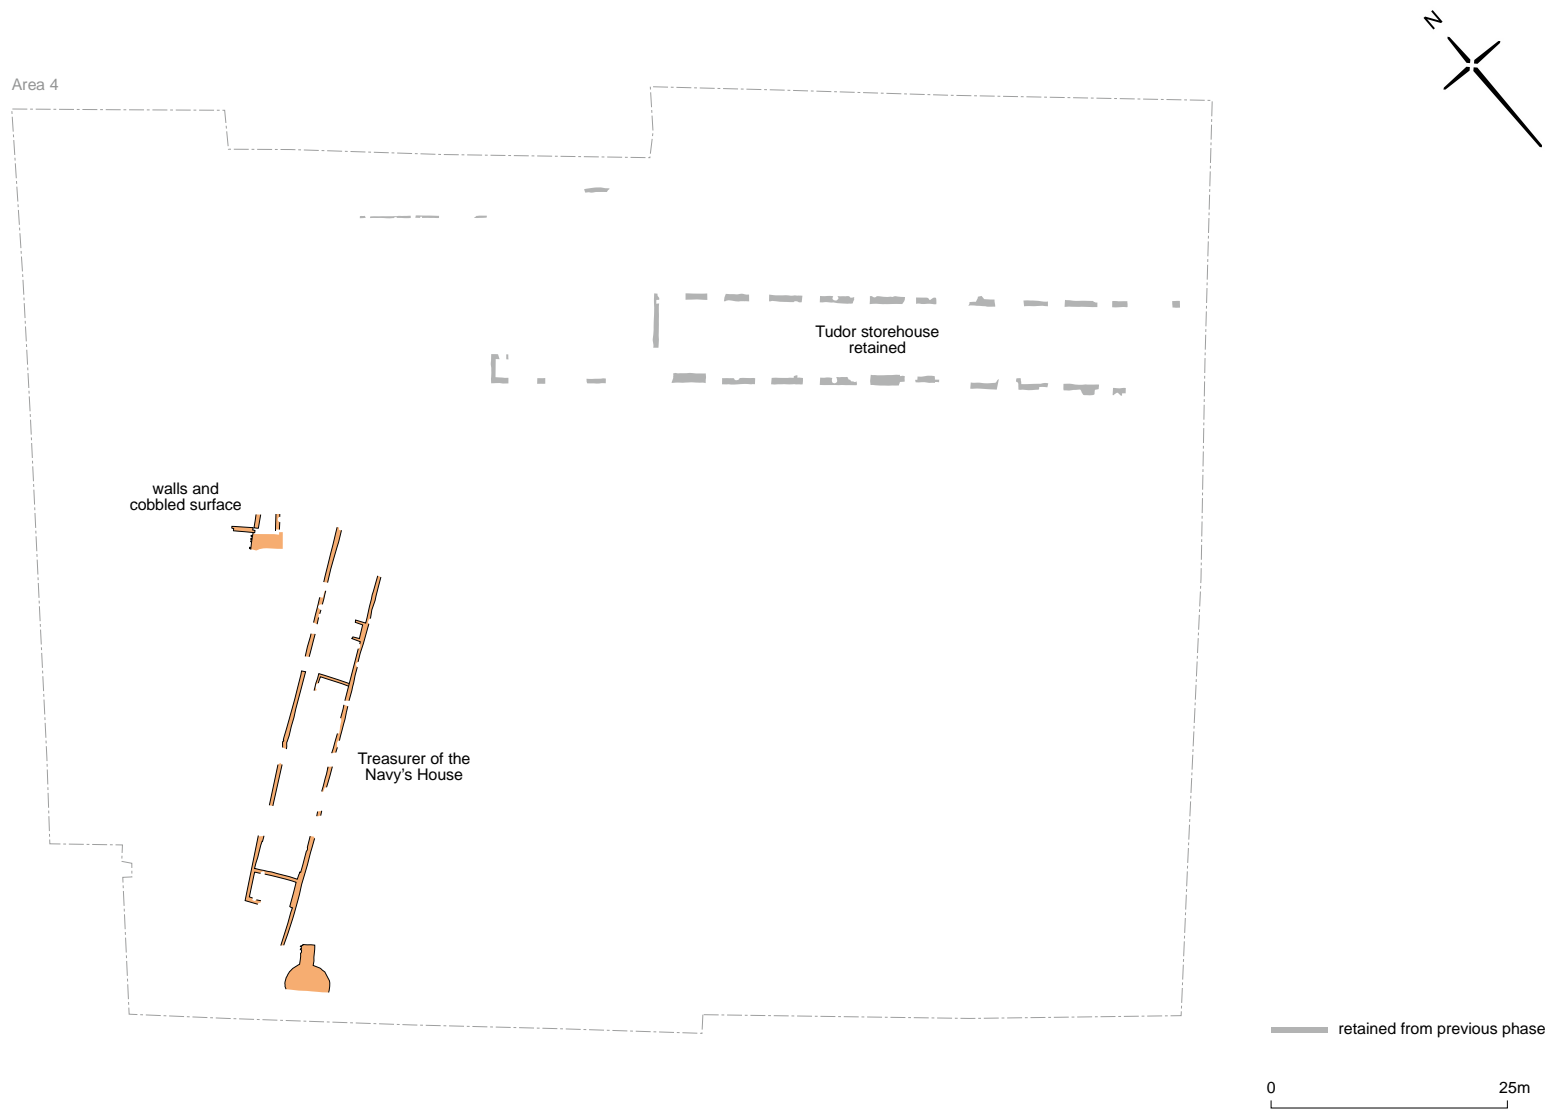 N
Area 4
Tudor storehouse
retained
walls and
cobbled surface
Treasurer of the
Navy's House
retained from previous phase
0 25m